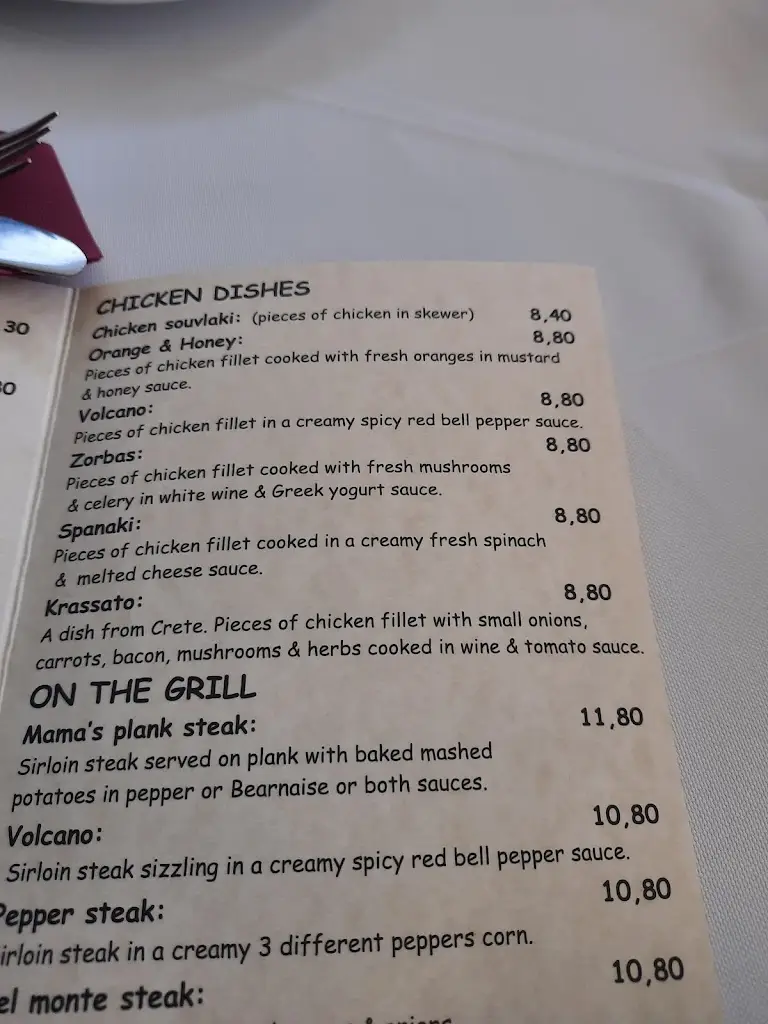 30
CHICKEN DISHES
Chicken souvlaki: (pieces of chicken in skewer) 8,40
Orange & Honey: 8,80
Pieces of chicken fillet cooked with fresh oranges in mustard
& honey sauce.
Volcano: 8,80
Pieces of chicken fillet in a creamy spicy red bell pepper sauce.
Zorbas: 8,80
Pieces of chicken fillet cooked with fresh mushrooms
& celery in white wine & Greek yogurt sauce.
Spanaki: 8,80
Pieces of chicken fillet cooked in a creamy fresh spinach
& melted cheese sauce.
Krassato: 8,80
A dish from Crete. Pieces of chicken fillet with small onions,
carrots, bacon, mushrooms & herbs cooked in wine & tomato sauce.
ON THE GRILL
Mama's plank steak: 11,80
Sirloin steak served on plank with baked mashed
potatoes in pepper or Bearnaise or both sauces.
Volcano: 10,80
Sirloin steak sizzling in a creamy spicy red bell pepper sauce.
Pepper steak: 10,80
irloin steak in a creamy 3 different peppers corn.
el monte steak: 10,80